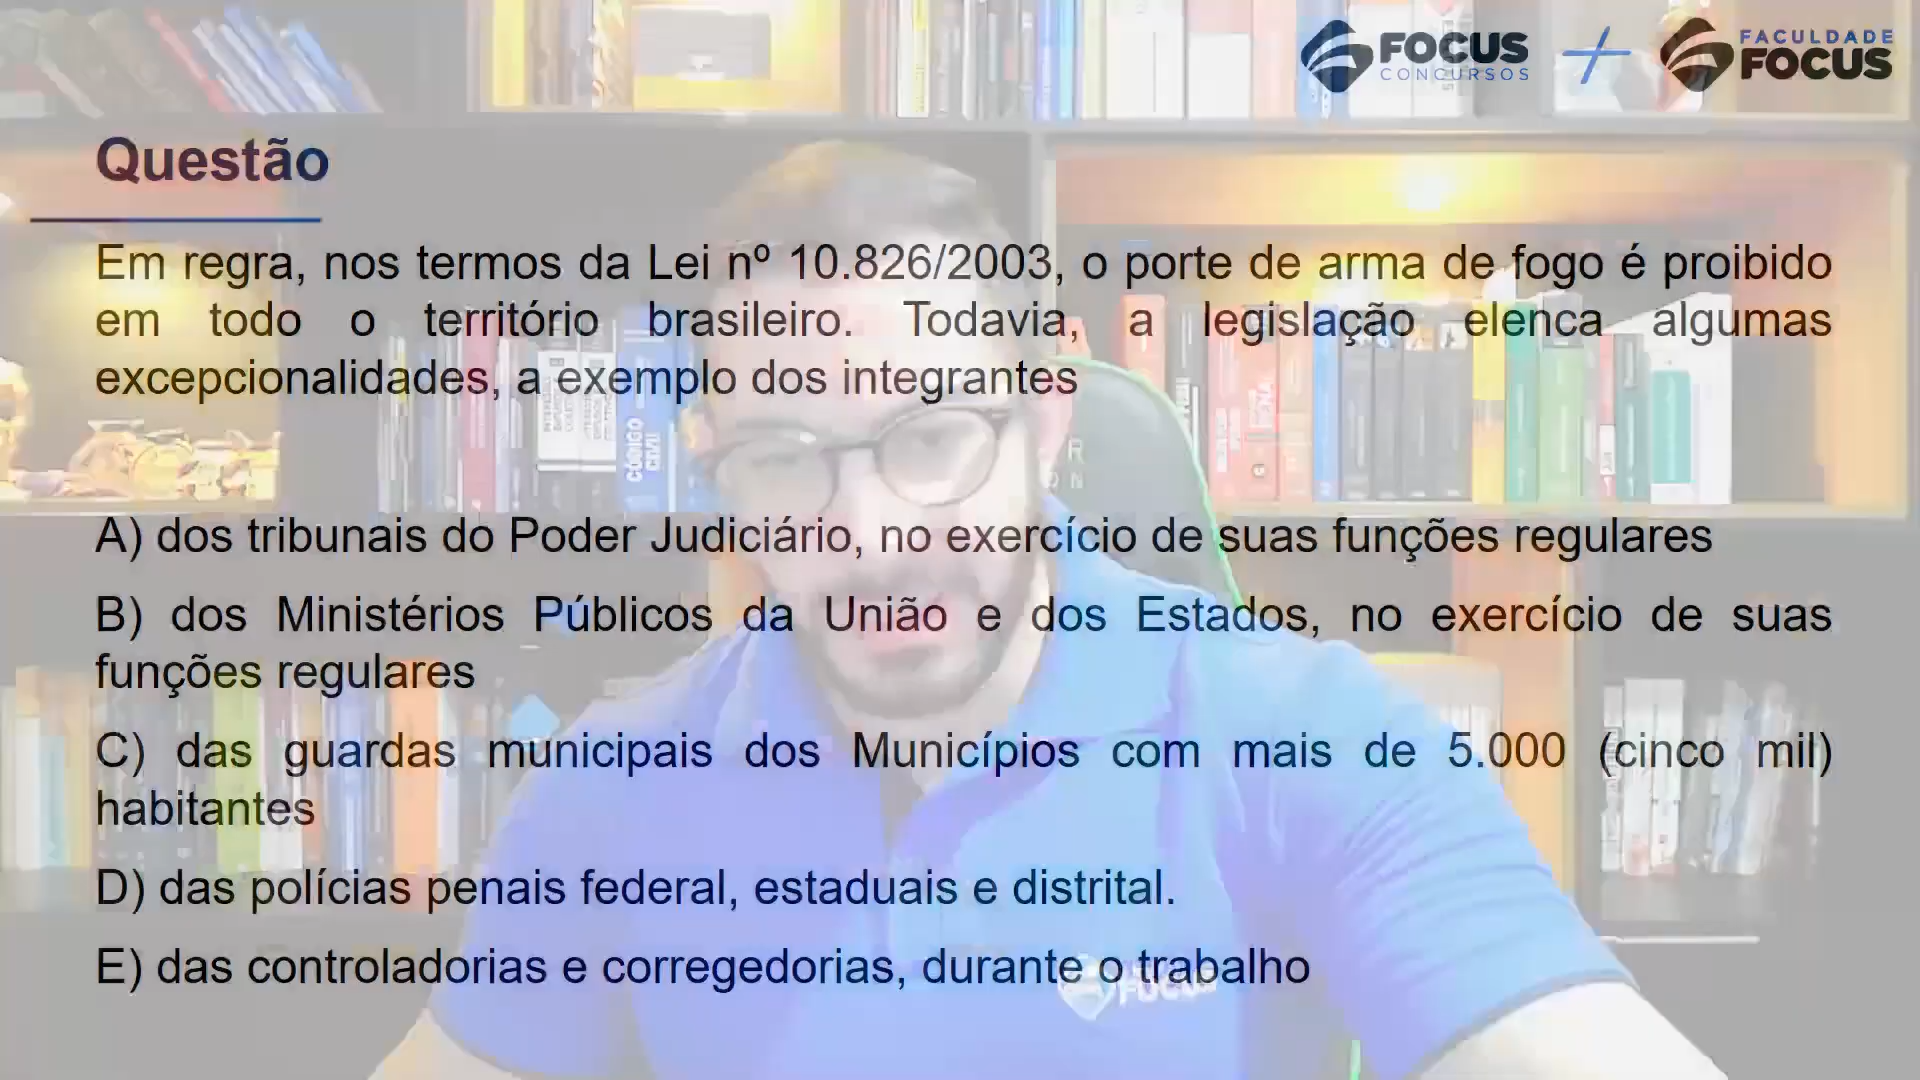 FOCUS
CONCURSOS
FACULDADE
FOCUS
Questão
Em regra, nos termos da Lei nº 10.826/2003, o porte de arma de fogo é proibido
em todo o território brasileiro. Todavia, a legislação elenca algumas
excepcionalidades, a exemplo dos integrantes
CÓDIGO
CIVIL
A) dos tribunais do Poder Judiciário, no exercício de suas funções regulares
B) dos Ministérios Públicos da União e dos Estados, no exercício de suas
funções regulares
C) das guardas municipais dos Municípios com mais de 5.000 (cinco mil)
habitantes
D) das polícias penais federal, estaduais e distrital.
E) das controladorias e corregedorias, durante o trabalho
FOCUS